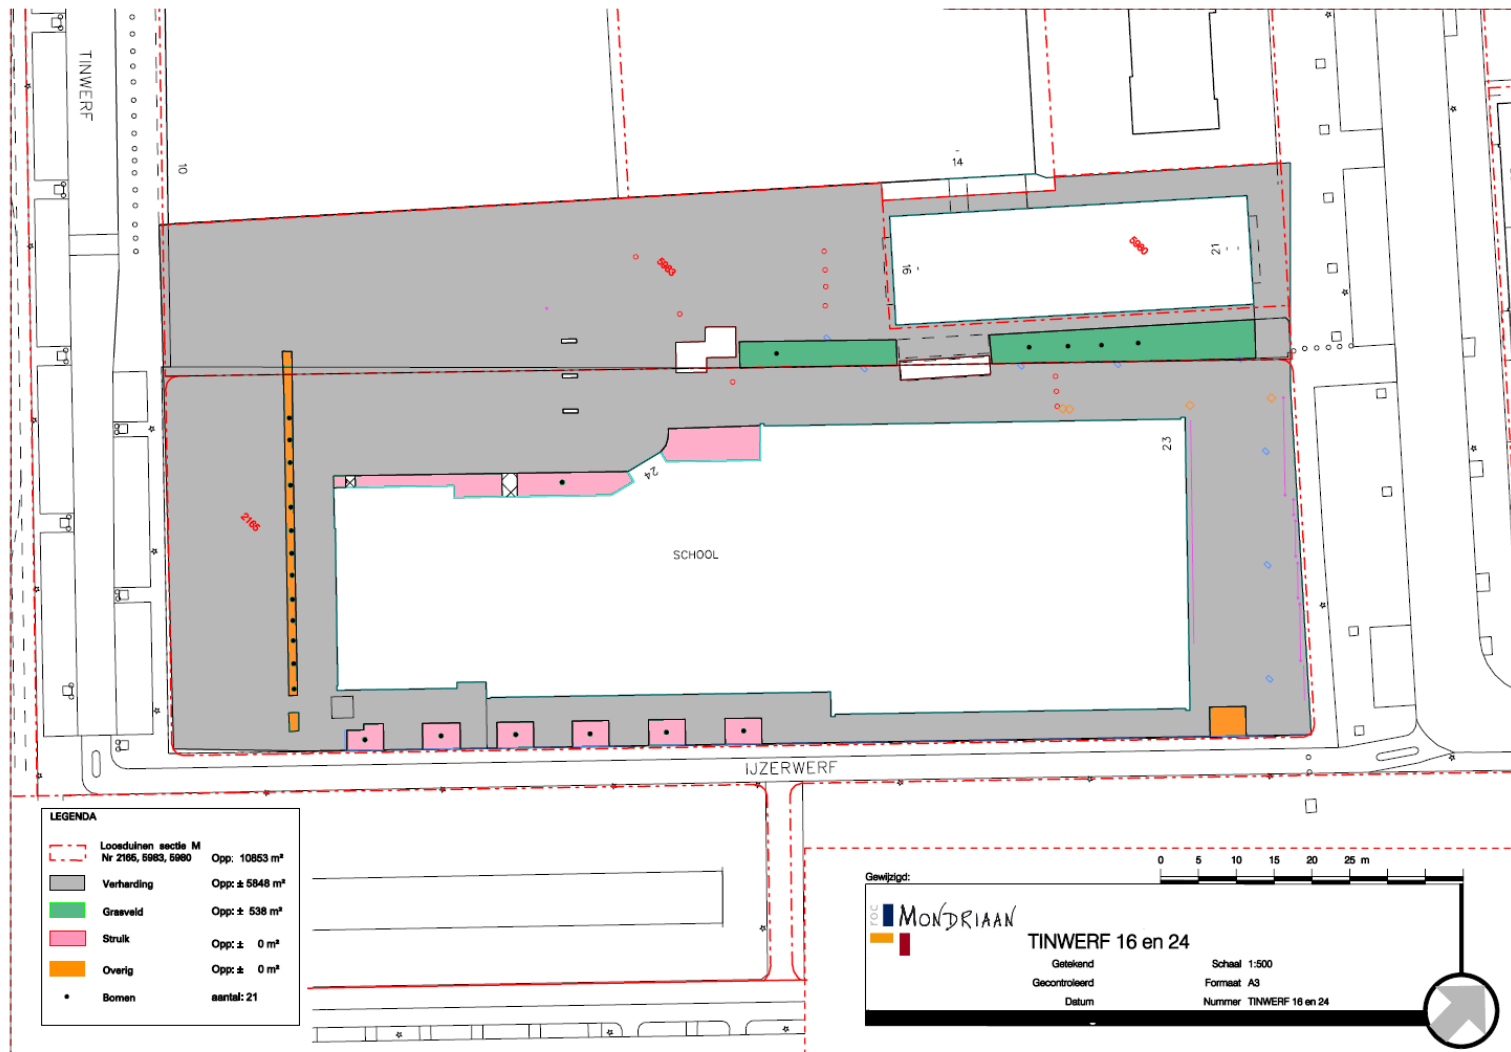 TINWERF
10
14
5983
5980
16
21
24
23
2165
SCHOOL
IJZERWERF
LEGENDA
Loosduinen sectie M
Nr 2165, 5983, 5980 Opp: 10853 m²
Verharding Opp: ± 5848 m²
Grasveld Opp: ± 538 m²
Struik Opp: ± 0 m²
Overig Opp: ± 0 m²
Bomen aantal: 21
0 5 10 15 20 25 m
Gewijzigd:
roc MONDRIAAN
TINWERF 16 en 24
Getekend Schaal 1:500
Gecontroleerd Formaat A3
Datum Nummer TINWERF 16 en 24